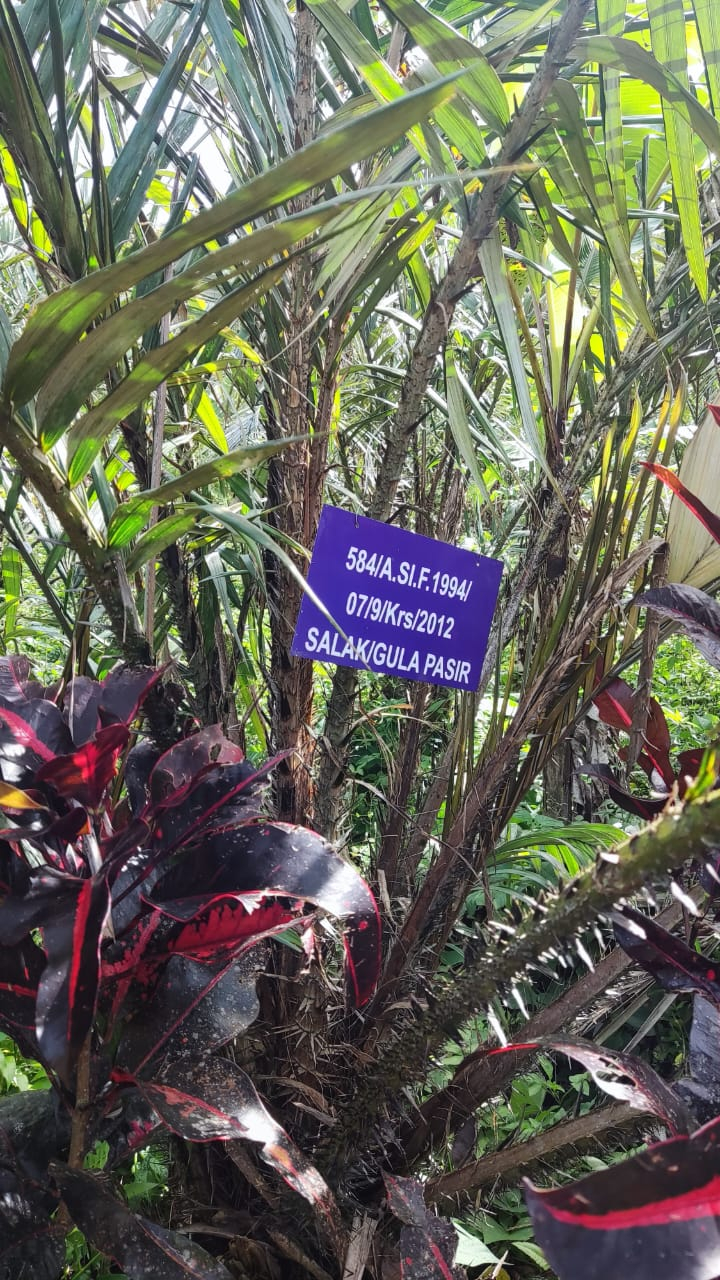 584/A.SI.F.1994/
07/9/Krs/2012
SALAK/GULA PASIR